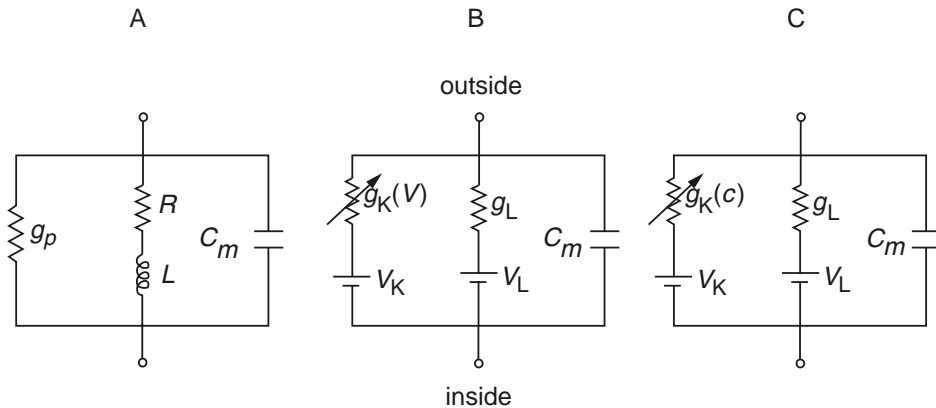 A B C
outside
R g_K(V) g_L g_K(c) g_L
g_p C_m C_m C_m
L V_K V_L V_K V_L
inside